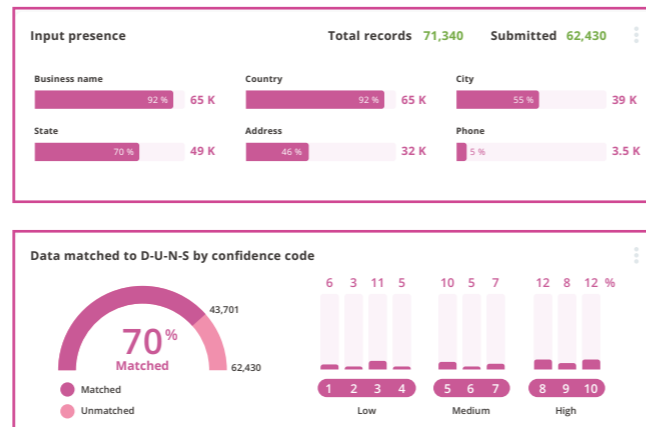 Input presence Total records 71,340 Submitted 62,430
Business name Country City
92 % 65 K 92 % 65 K 55 % 39 K
State Address Phone
70 % 49 K 46 % 32 K 5 % 3.5 K
Data matched to D-U-N-S by confidence code
6 3 11 5 10 5 7 12 8 12 %
43,701
70%
Matched
62,430
Matched
Unmatched
1 2 3 4 5 6 7 8 9 10
Low Medium High